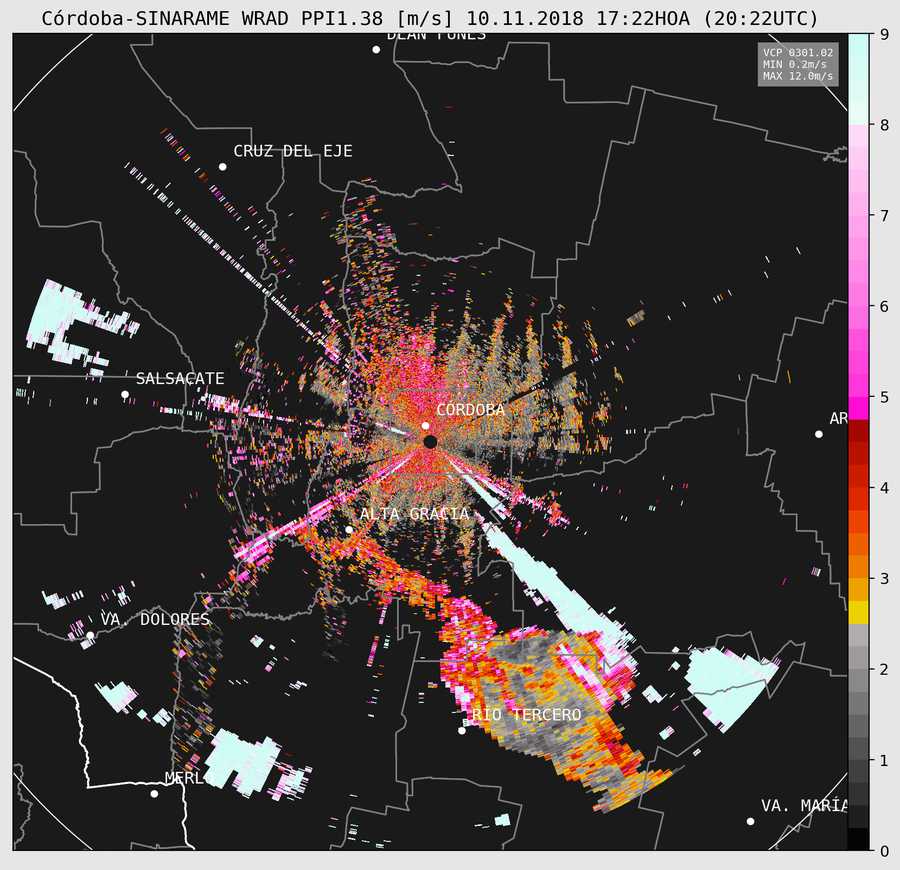 Córdoba-SINARAME WRAD PPI1.38 [m/s] 10.11.2018 17:22HOA (20:22UTC)
DEAN FUNES
VCP 0301.02
MIN 0.2m/s
MAX 12.0m/s
CRUZ DEL EJE
SALSACATE
CÓRDOBA
AR
ALTA GRACIA
VA. DOLORES
RÍO TERCERO
MERL
VA. MARÍA
9
8
7
6
5
4
3
2
1
0